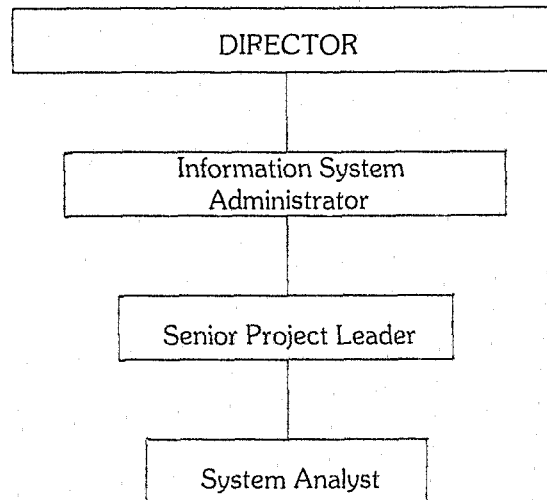 DIRECTOR
Information System
Administrator
Senior Project Leader
System Analyst